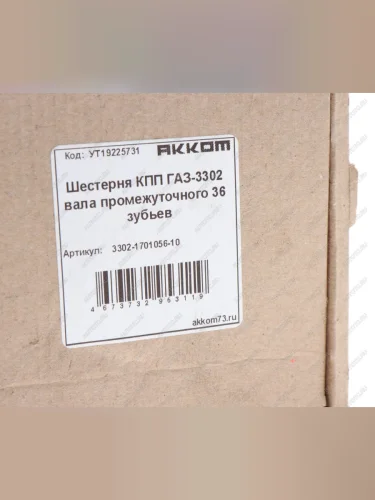 Код: УТ19225731 AKKOM
Шестерня КПП ГАЗ-3302
вала промежуточного 36
зубьев
Артикул: 3302-1701056-10
4 673732 963119
akkom73.ru